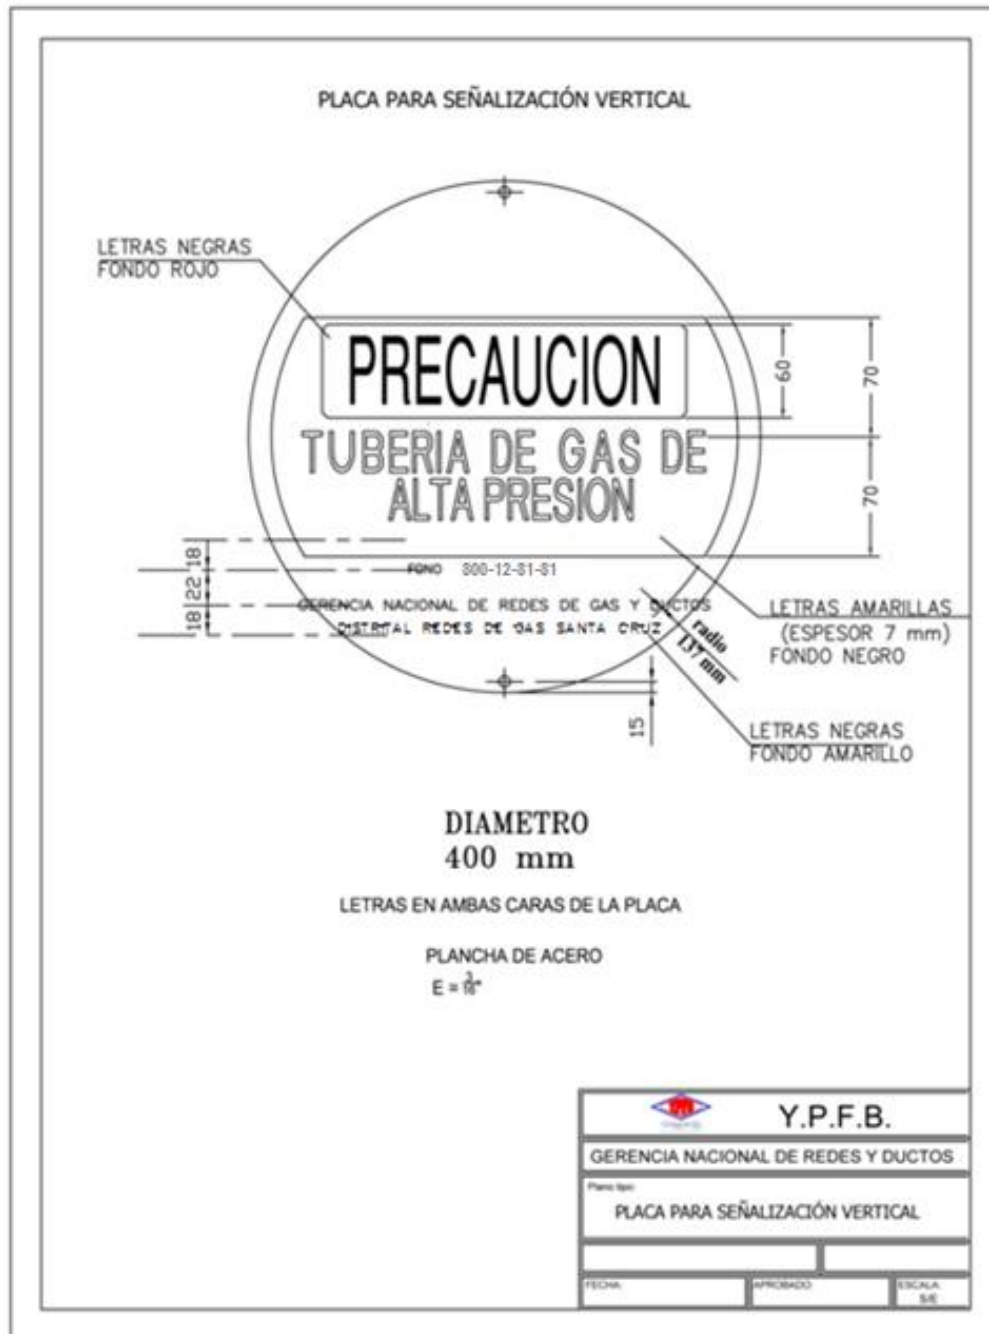 PLACA PARA SEÑALIZACIÓN VERTICAL
LETRAS NEGRAS
FONDO ROJO
PRECAUCION
TUBERIA DE GAS DE
ALTA PRESION
60
70
70
18
22
18
FONO 800-12-81-81
GERENCIA NACIONAL DE REDES DE GAS Y DUCTOS
DISTRITAL REDES DE GAS SANTA CRUZ
radio
137 mm
15
LETRAS AMARILLAS
(ESPESOR 7 mm)
FONDO NEGRO
LETRAS NEGRAS
FONDO AMARILLO
DIAMETRO
400 mm
LETRAS EN AMBAS CARAS DE LA PLACA
PLANCHA DE ACERO
E = 3/16"
Y.P.F.B.
GERENCIA NACIONAL DE REDES Y DUCTOS
Plano tipo:
PLACA PARA SEÑALIZACIÓN VERTICAL
FECHA:
APROBADO:
ESCALA:
S/E